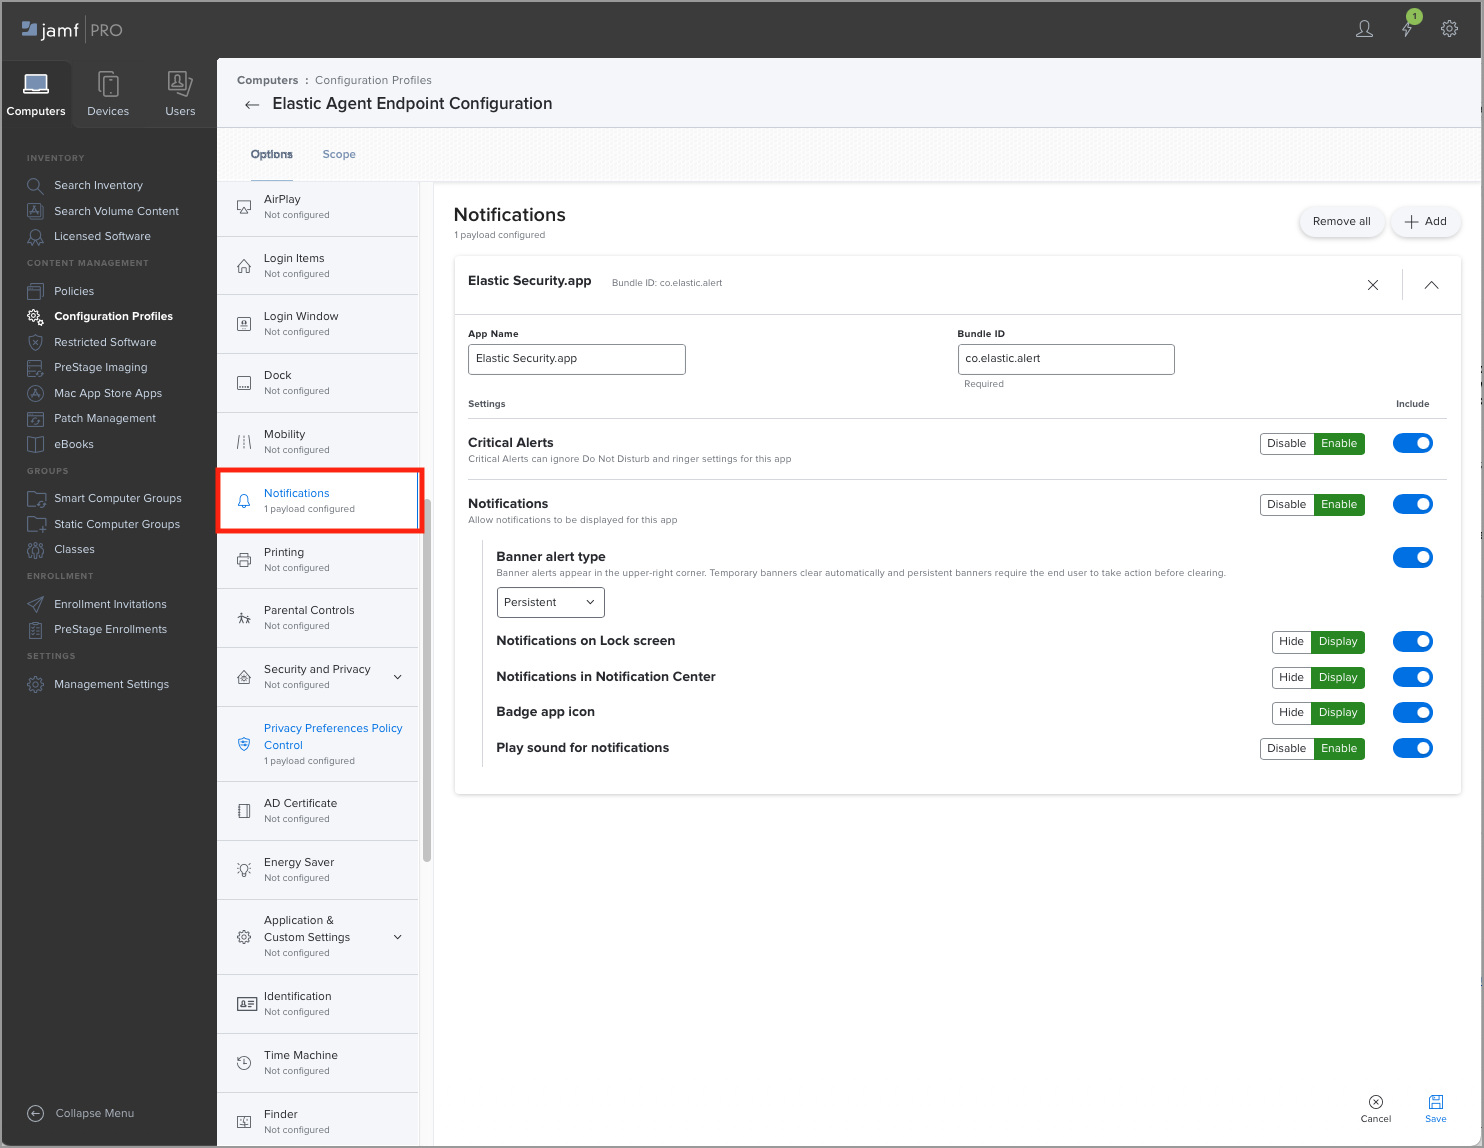 jamf PRO
1
Computers
Devices
Users
INVENTORY
Search Inventory
Search Volume Content
Licensed Software
CONTENT MANAGEMENT
Policies
Configuration Profiles
Restricted Software
PreStage Imaging
Mac App Store Apps
Patch Management
eBooks
GROUPS
Smart Computer Groups
Static Computer Groups
Classes
ENROLLMENT
Enrollment Invitations
PreStage Enrollments
SETTINGS
Management Settings
Collapse Menu
Computers : Configuration Profiles
Elastic Agent Endpoint Configuration
Options
Scope
AirPlay
Not configured
Login Items
Not configured
Login Window
Not configured
Dock
Not configured
Mobility
Not configured
Notifications
1 payload configured
Printing
Not configured
Parental Controls
Not configured
Security and Privacy
Not configured
Privacy Preferences Policy
Control
1 payload configured
AD Certificate
Not configured
Energy Saver
Not configured
Application &
Custom Settings
Not configured
Identification
Not configured
Time Machine
Not configured
Finder
Not configured
Notifications
1 payload configured
Remove all
Add
Elastic Security.app
Bundle ID: co.elastic.alert
App Name
Elastic Security.app
Bundle ID
co.elastic.alert
Required
Settings
Include
Critical Alerts
Critical Alerts can ignore Do Not Disturb and ringer settings for this app
Disable Enable
Notifications
Allow notifications to be displayed for this app
Disable Enable
Banner alert type
Banner alerts appear in the upper-right corner. Temporary banners clear automatically and persistent banners require the end user to take action before clearing.
Persistent
Notifications on Lock screen
Hide Display
Notifications in Notification Center
Hide Display
Badge app icon
Hide Display
Play sound for notifications
Disable Enable
Cancel
Save